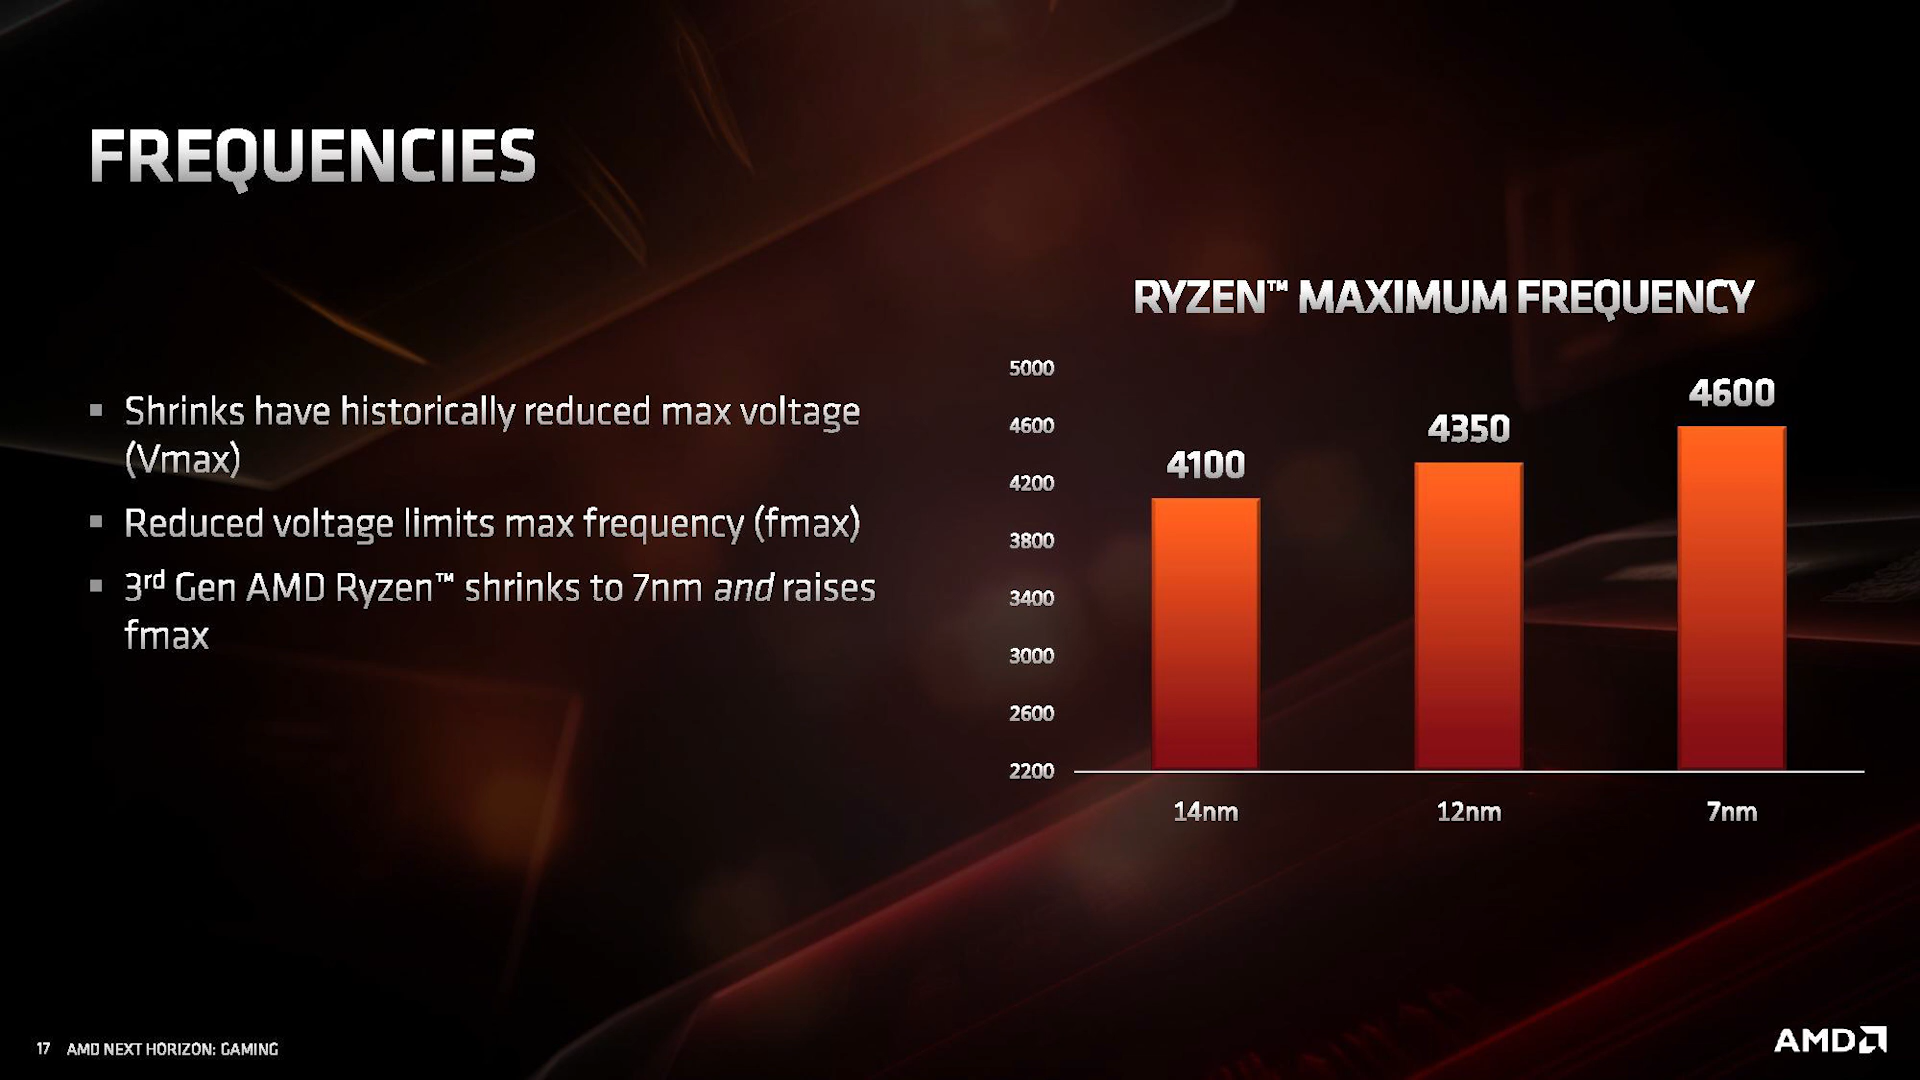 FREQUENCIES
▪ Shrinks have historically reduced max voltage
(Vmax)
▪ Reduced voltage limits max frequency (fmax)
▪ 3rd Gen AMD Ryzen™ shrinks to 7nm and raises
fmax
RYZEN™ MAXIMUM FREQUENCY
5000
4600
4200
3800
3400
3000
2600
2200
4100
4350
4600
14nm
12nm
7nm
17 AMD NEXT HORIZON: GAMING
AMD